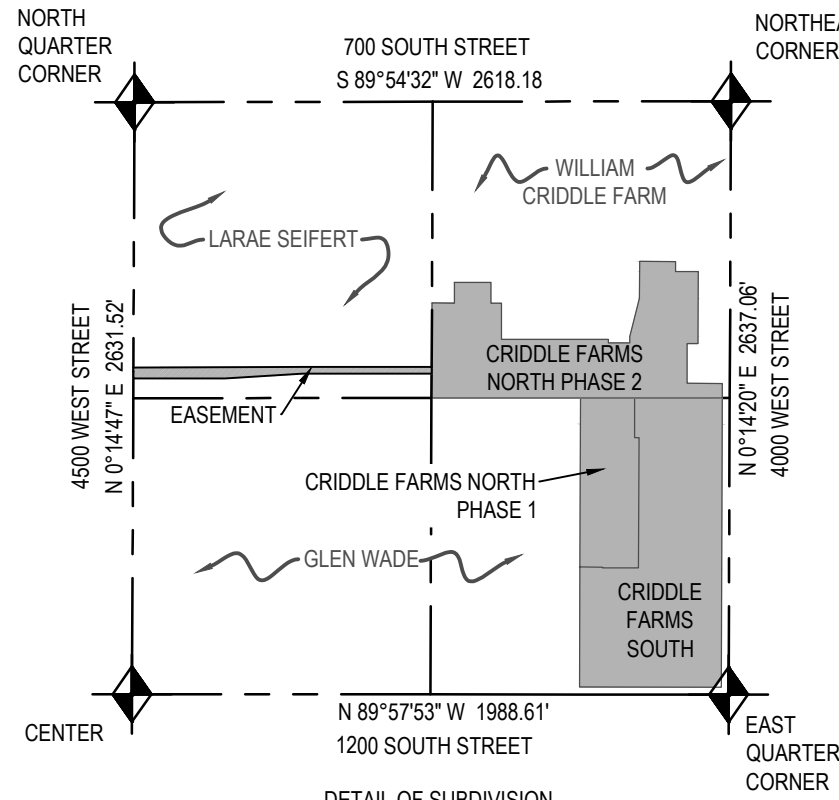 NORTH
QUARTER
CORNER
700 SOUTH STREET
S 89°54'32" W 2618.18
CORNER
WILLIAM
CRIDDLE FARM
LARAE SEIFERT
4500 WEST STREET
N 0°14'47" E 2631.52'
CRIDDLE FARMS
NORTH PHASE 2
N 0°14'20" E 2637.06'
4000 WEST STREET
EASEMENT
CRIDDLE FARMS NORTH
PHASE 1
GLEN WADE
CRIDDLE
FARMS
SOUTH
CENTER
N 89°57'53" W 1988.61'
1200 SOUTH STREET
EAST
QUARTER
CORNER
DETAIL OF SUBDIVISION